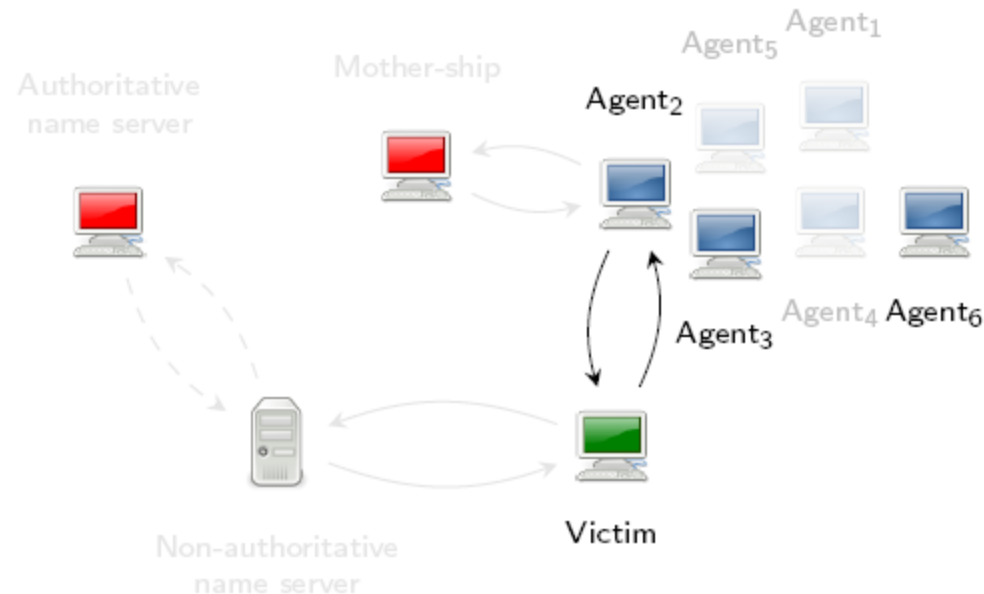 Agent₁
Agent₅
Mother-ship
Authoritative
name server
Agent₂
Agent₄
Agent₆
Agent₃
Victim
Non-authoritative
name server